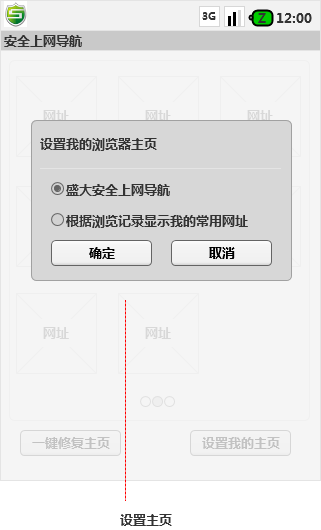 3G Z 12:00
安全上网导航
网址 网址 网址
设置我的浏览器主页
盛大安全上网导航
根据浏览记录显示我的常用网址
确定 取消
网址 网址
一键修复主页 设置我的主页
设置主页